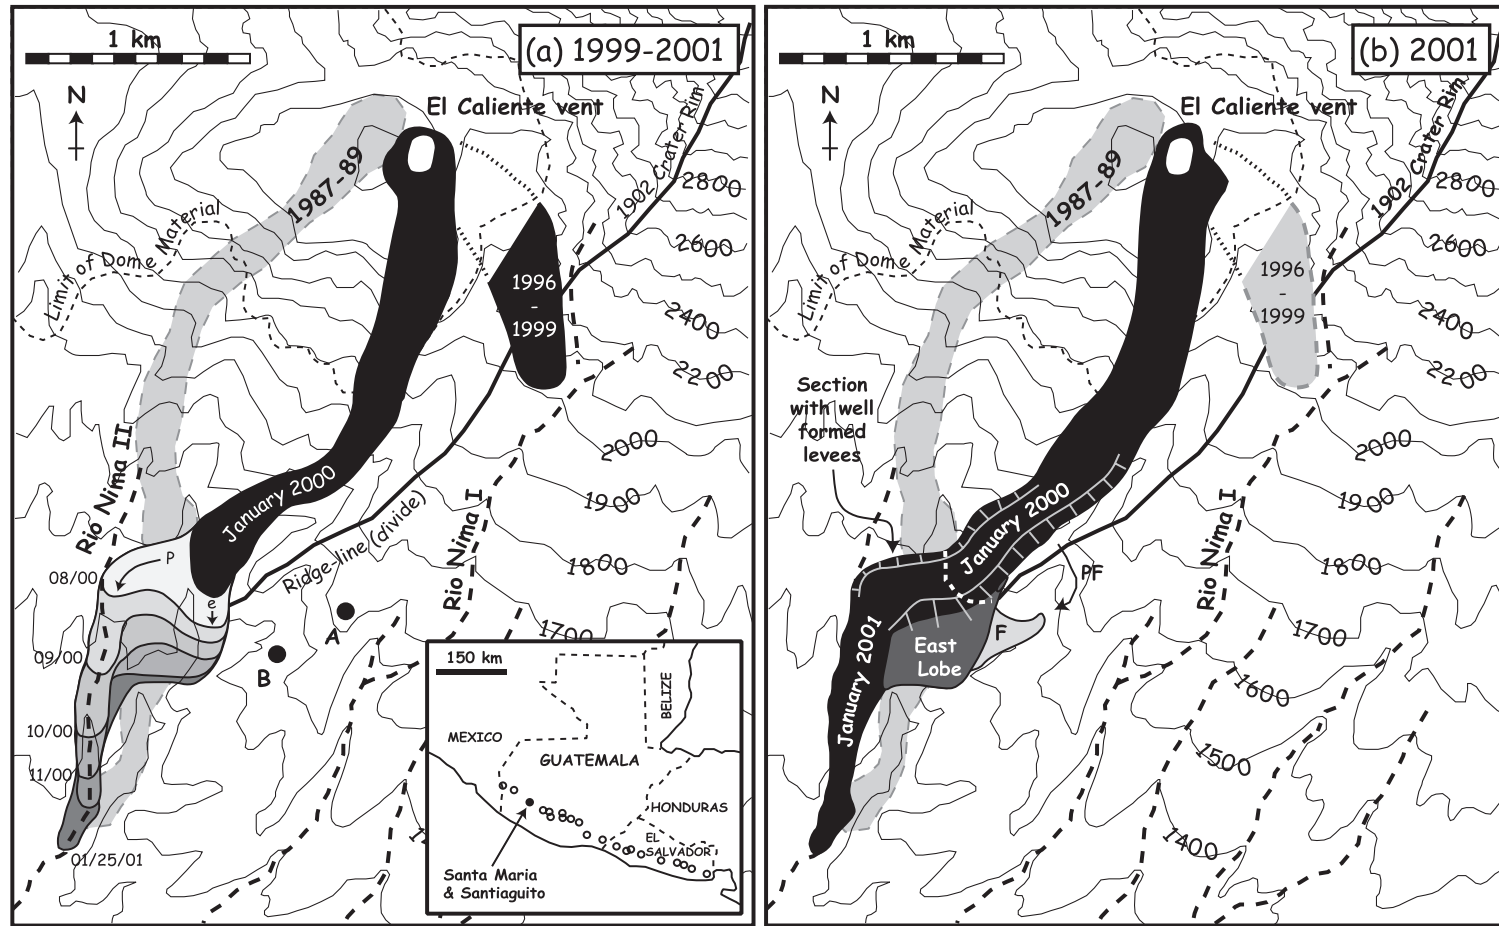 1 km
(a) 1999-2001
N
El Caliente vent
1902 Crater Rim
1987-89
2800
Limit of Dome Material
2600
1996
-
1999
2400
2200
Rio Nima II
2000
January 2000
1900
Ridge-line (divide)
Rio Nima I
P
1800
08/00
e
A
1700
09/00
B
10/00
11/00
01/25/01
150 km
BELIZE
MEXICO
GUATEMALA
HONDURAS
EL
SALVADOR
Santa Maria
& Santiaguito
1 km
(b) 2001
N
El Caliente vent
1902 Crater Rim
1987-89
2800
Limit of Dome Material
2600
1996
-
1999
2400
2200
Section
with well
formed
levees
2000
January 2000
1900
Rio Nima I
1800
PF
F
1700
East
Lobe
January 2001
1600
1500
1400